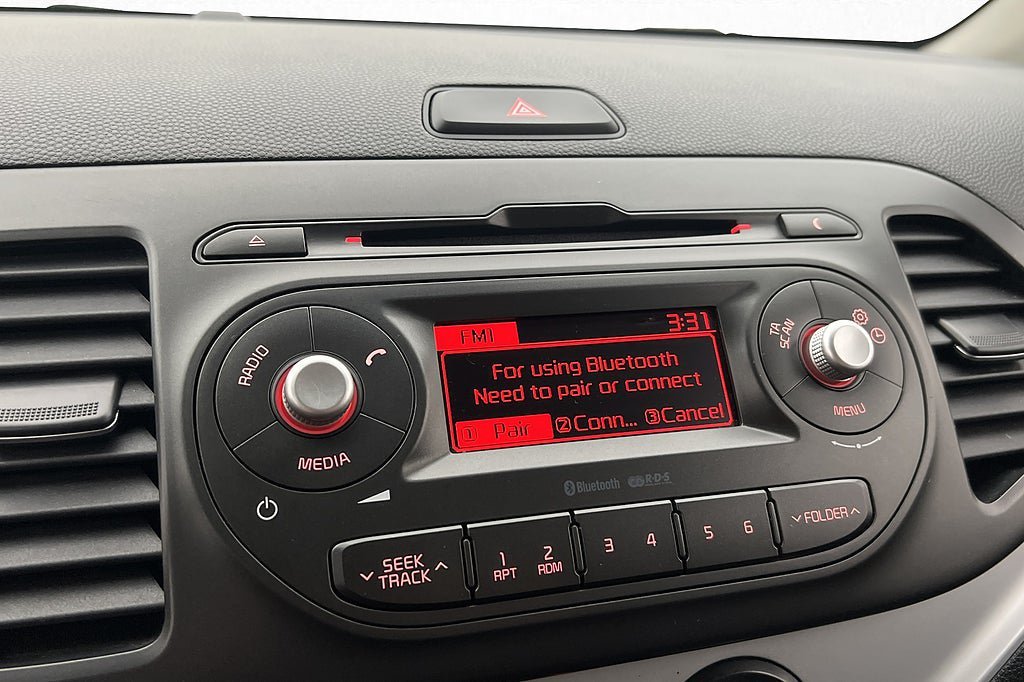 FM1 3:31
For using Bluetooth
Need to pair or connect
1 Pair 2 Conn... 3 Cancel
RADIO
MEDIA
TA
SCAN
MENU
Bluetooth R·D·S
SEEK
TRACK
1 RPT
2 RDM
3 4
5 6
FOLDER